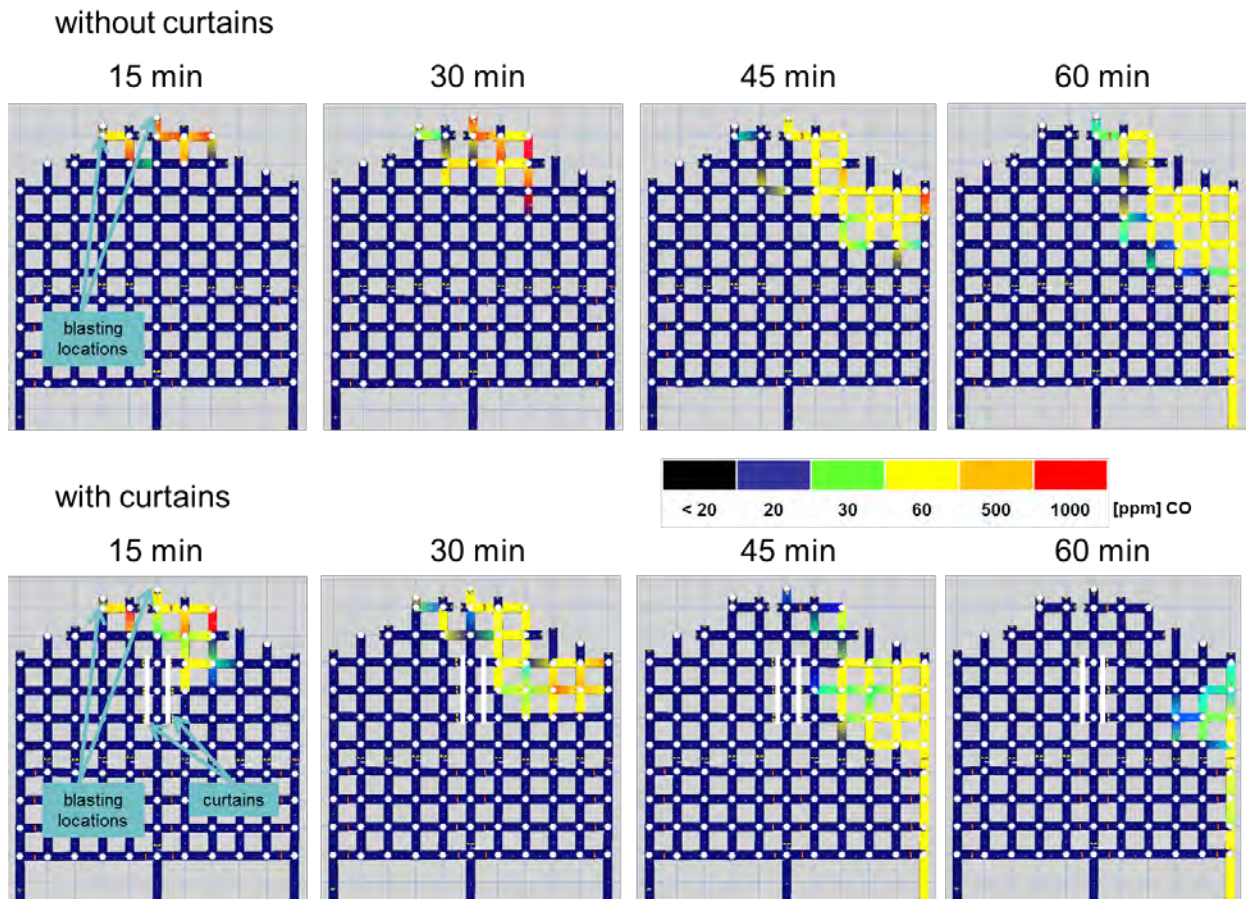 without curtains
15 min
30 min
45 min
60 min
blasting
locations
with curtains
< 20
20
30
60
500
1000
[ppm] CO
15 min
30 min
45 min
60 min
blasting
locations
curtains